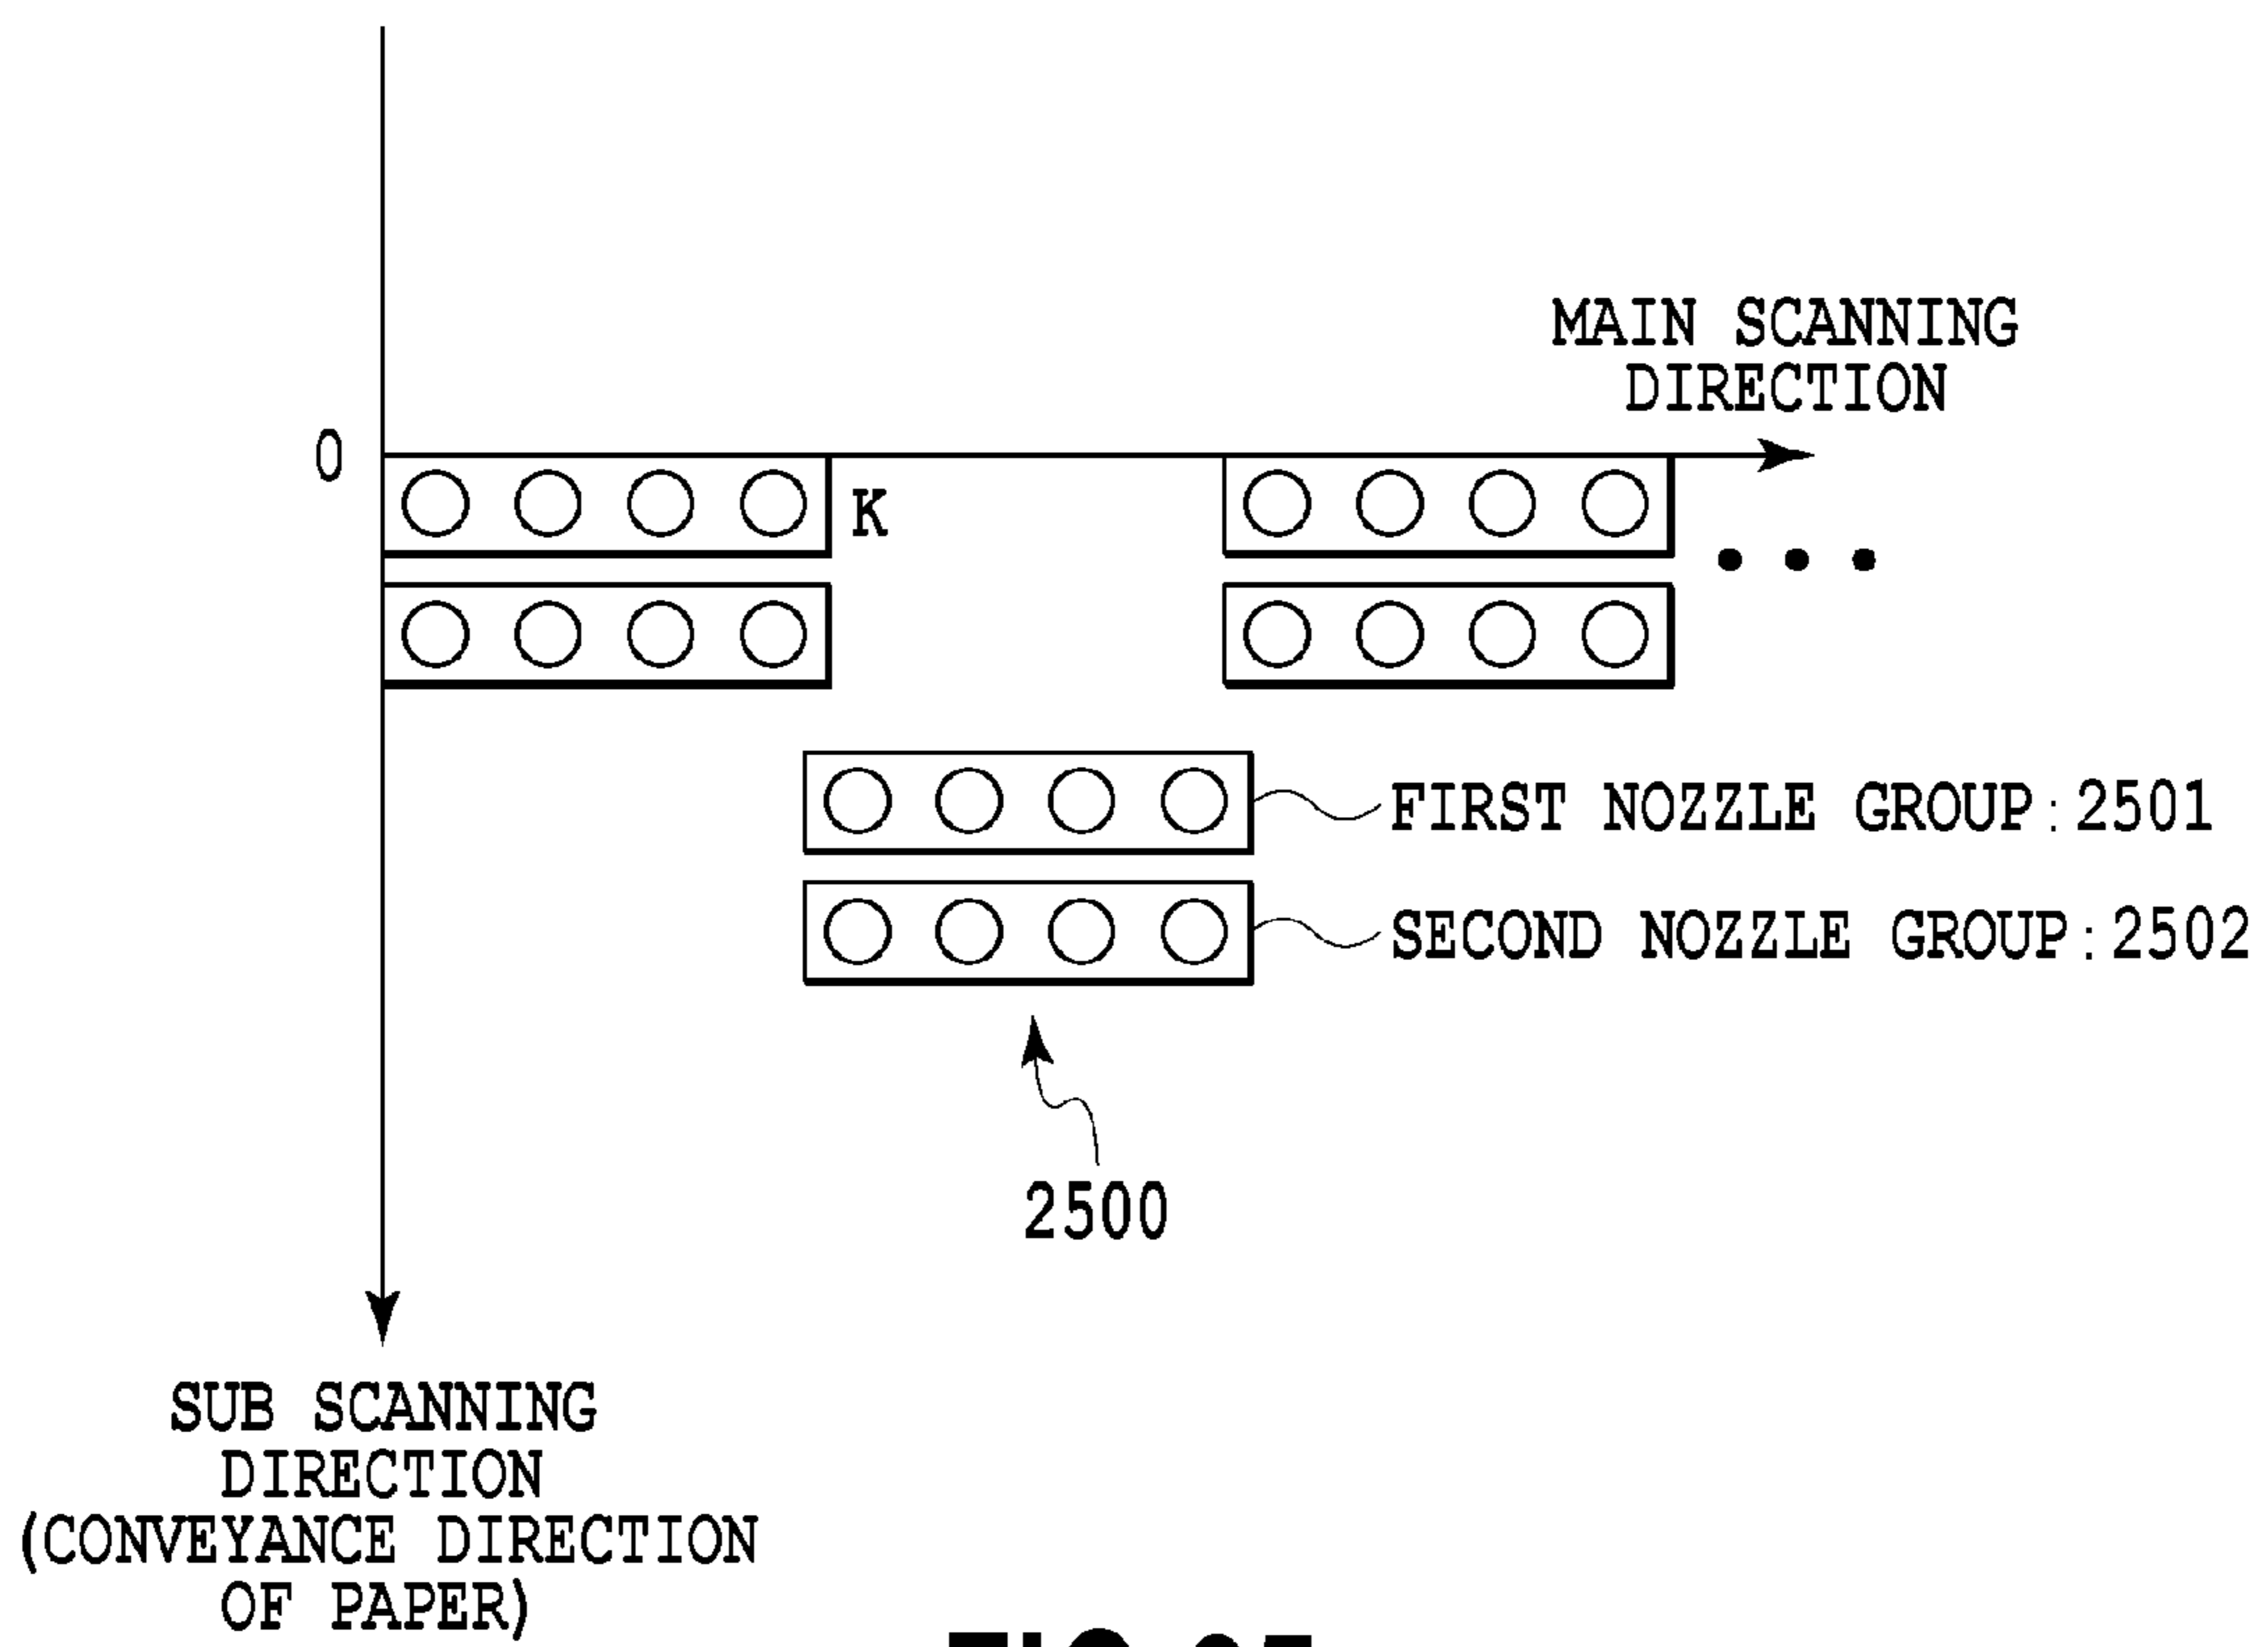 MAIN SCANNING
DIRECTION
0
K
FIRST NOZZLE GROUP:2501
SECOND NOZZLE GROUP:2502
2500
SUB SCANNING
DIRECTION
(CONVEYANCE DIRECTION
OF PAPER)